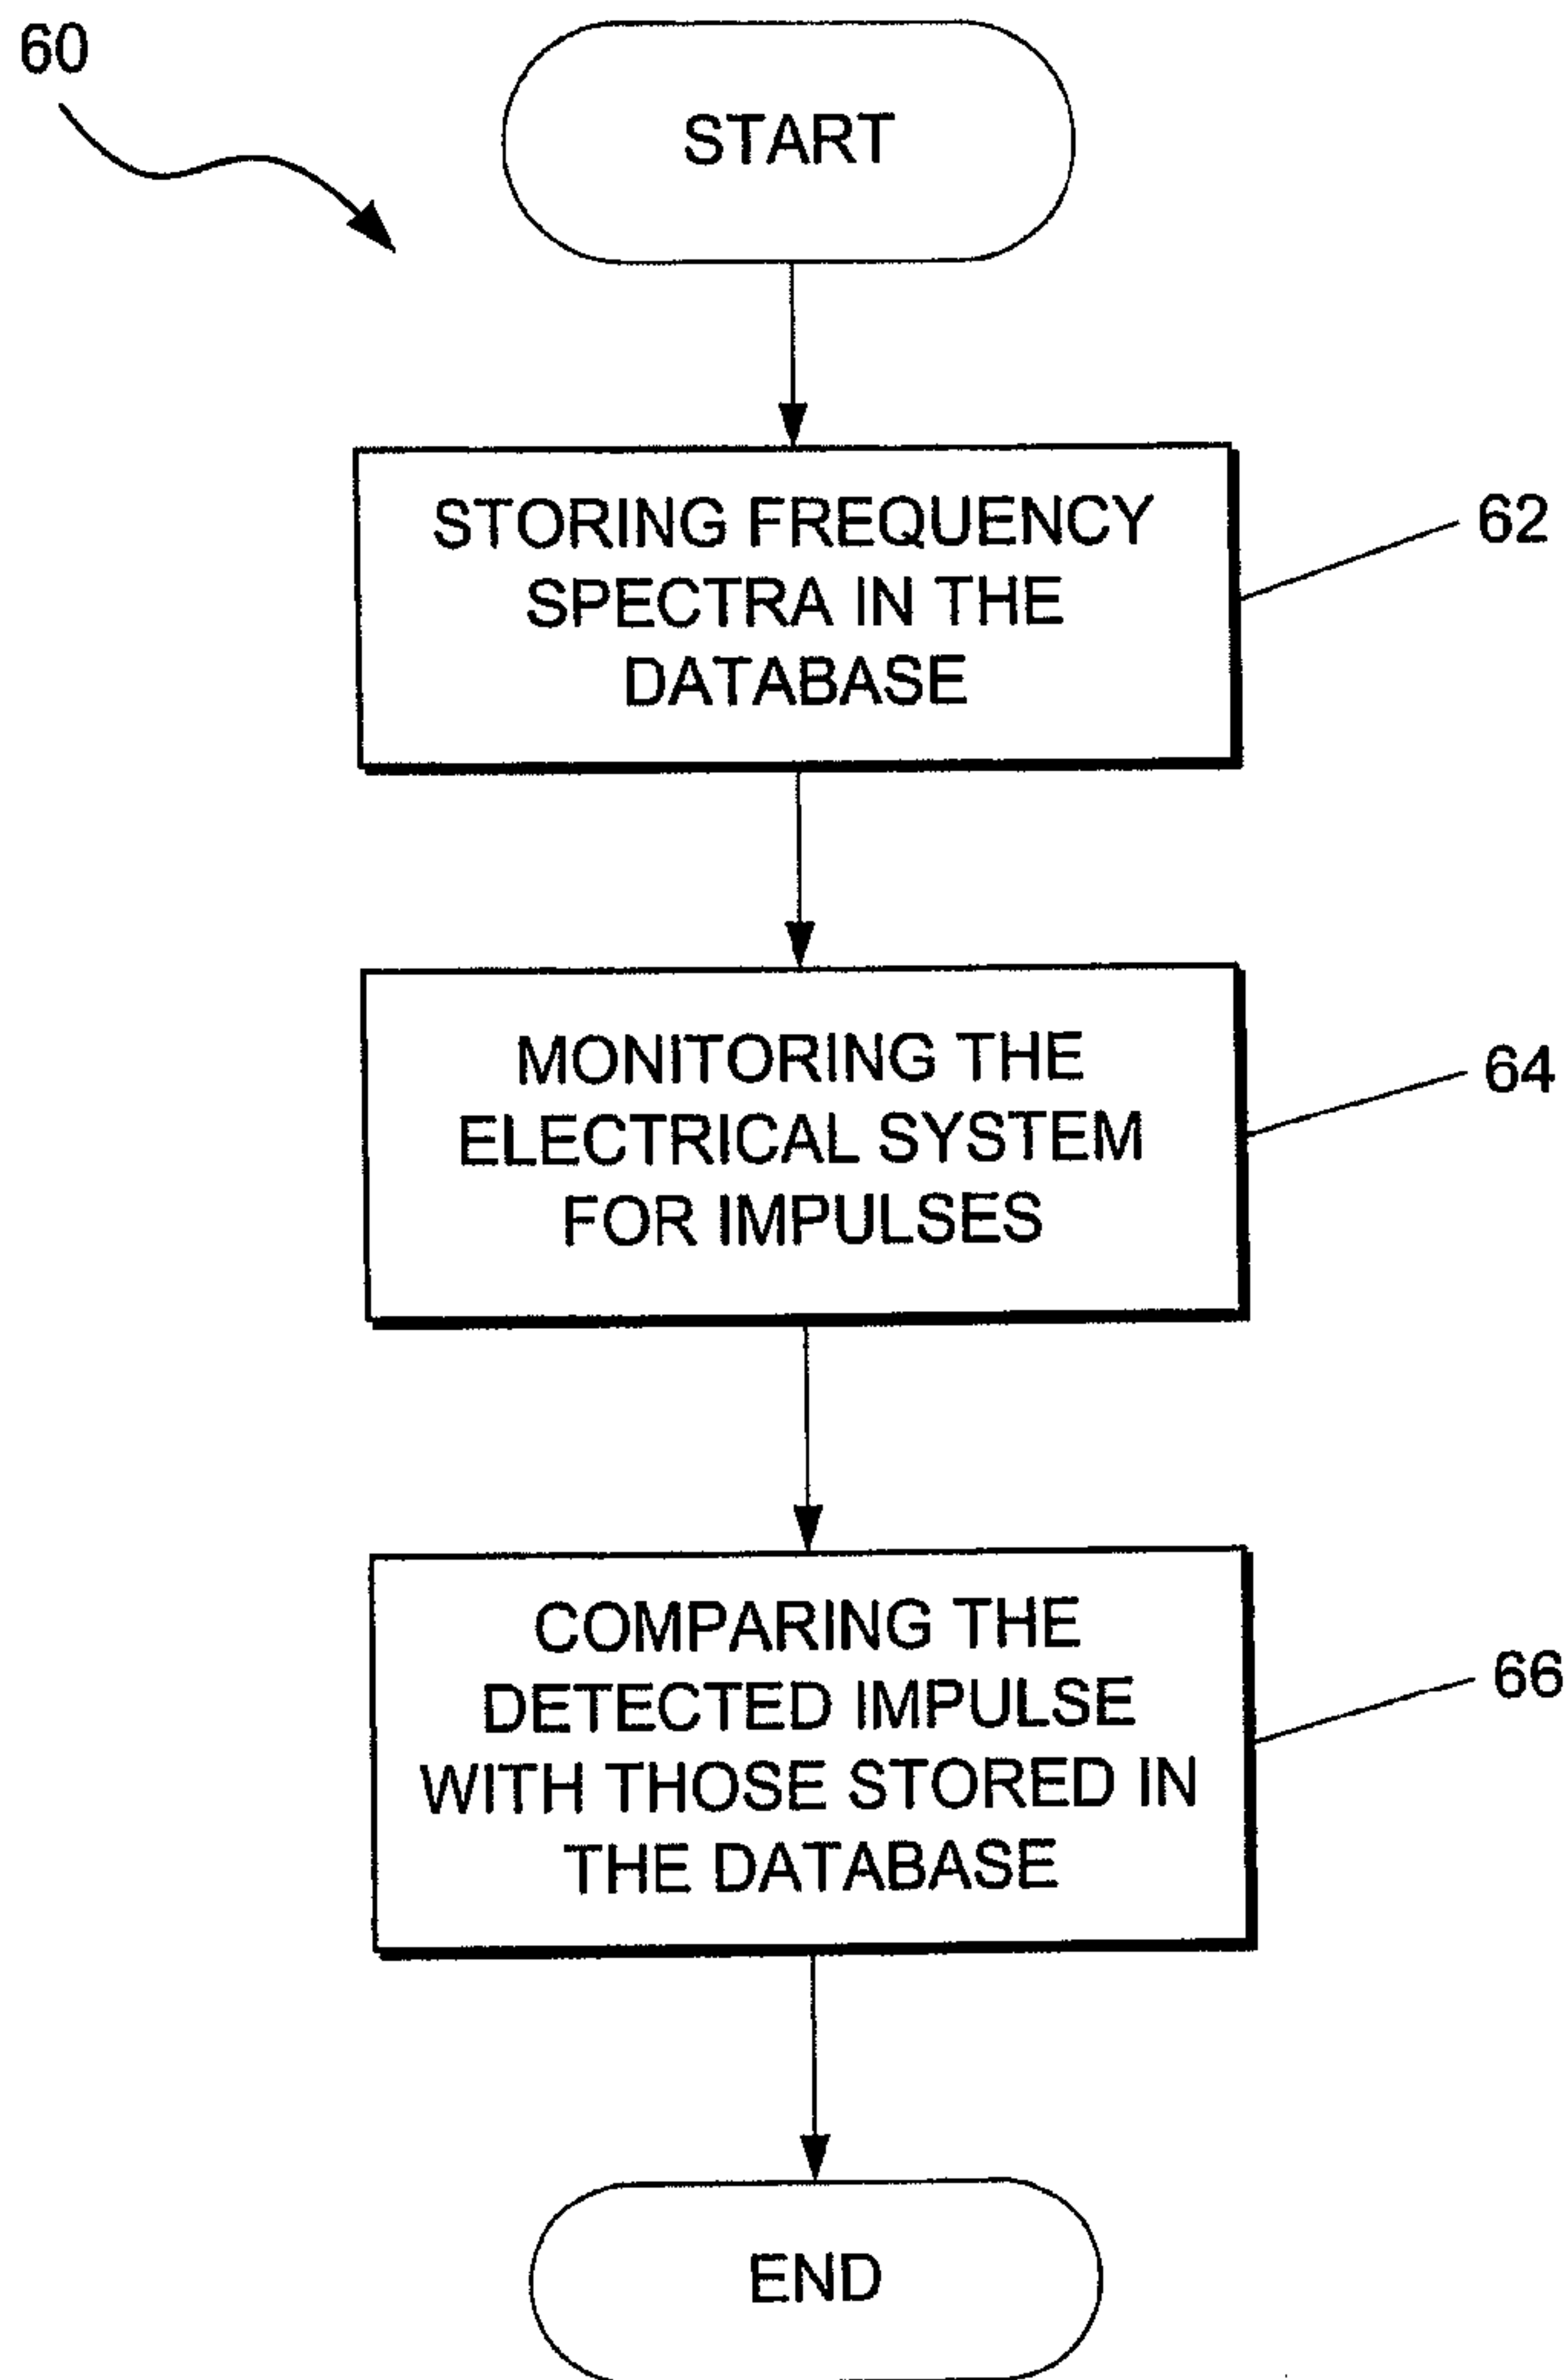 60
START
STORING FREQUENCY
SPECTRA IN THE
DATABASE
62
MONITORING THE
ELECTRICAL SYSTEM
FOR IMPULSES
64
COMPARING THE
DETECTED IMPULSE
WITH THOSE STORED IN
THE DATABASE
66
END